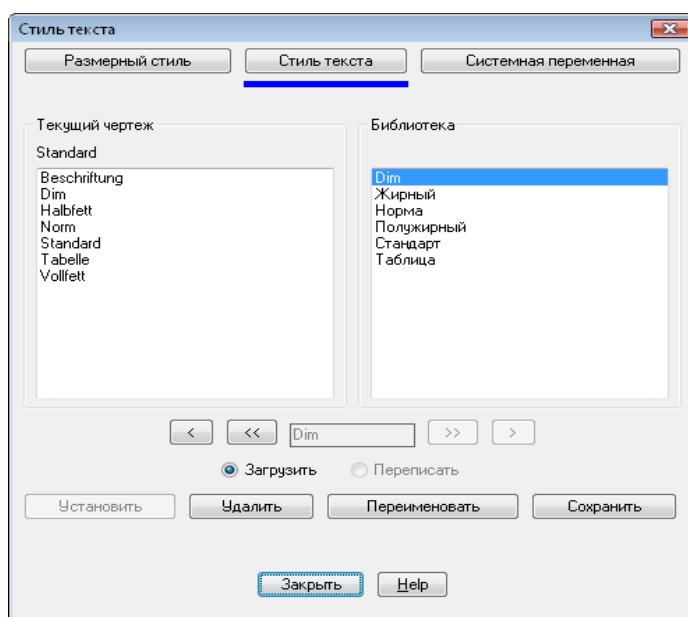 Стиль текста
Размерный стиль Стиль текста Системная переменная
Текущий чертеж
Standard
Beschriftung
Dim
Halbfett
Norm
Standard
Tabelle
Vollfett
Библиотека
Dim
Жирный
Норма
Полужирный
Стандарт
Таблица
< << Dim >> >
Загрузить Переписать
Установить Удалить Переименовать Сохранить
Закрыть Help